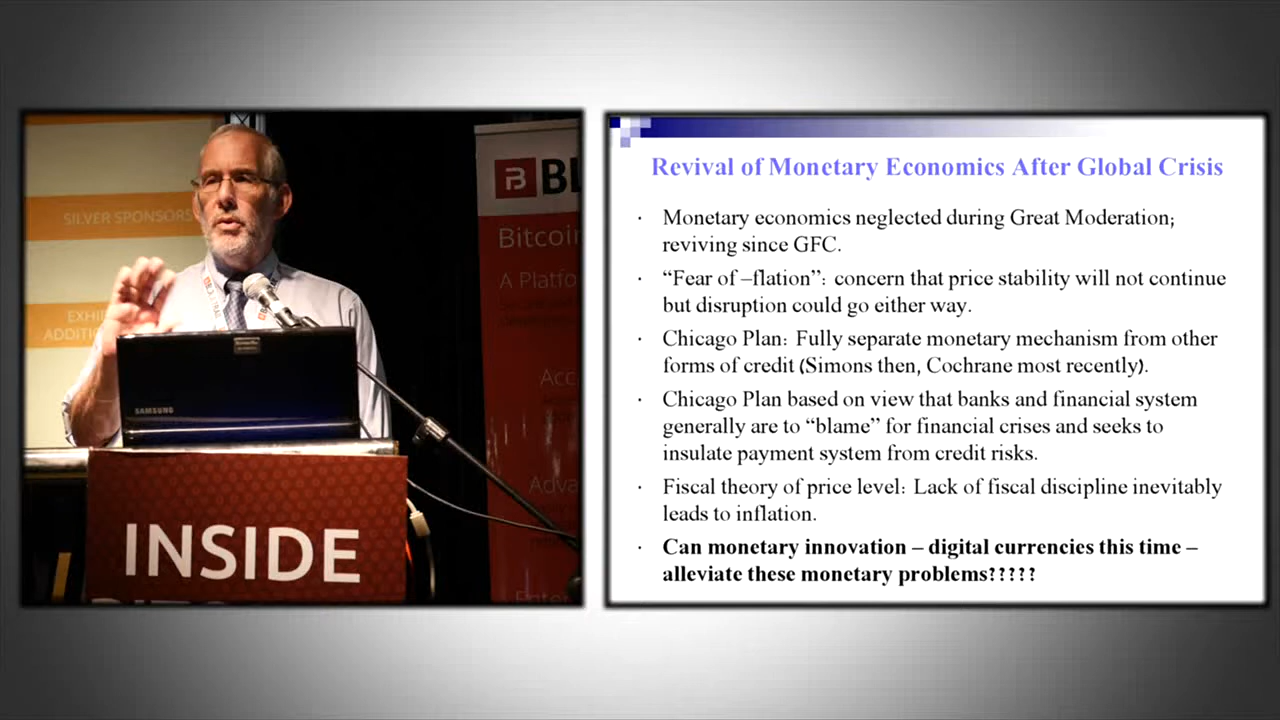 SILVER SPONSORS
SAMSUNG
INSIDE
Bitcoin
A
Revival of Monetary Economics After Global Crisis
· Monetary economics neglected during Great Moderation;
reviving since GFC.
· “Fear of –flation”: concern that price stability will not continue
but disruption could go either way.
· Chicago Plan: Fully separate monetary mechanism from other
forms of credit (Simons then, Cochrane most recently).
· Chicago Plan based on view that banks and financial system
generally are to “blame” for financial crises and seeks to
insulate payment system from credit risks.
· Fiscal theory of price level: Lack of fiscal discipline inevitably
leads to inflation.
· Can monetary innovation – digital currencies this time –
alleviate these monetary problems?????